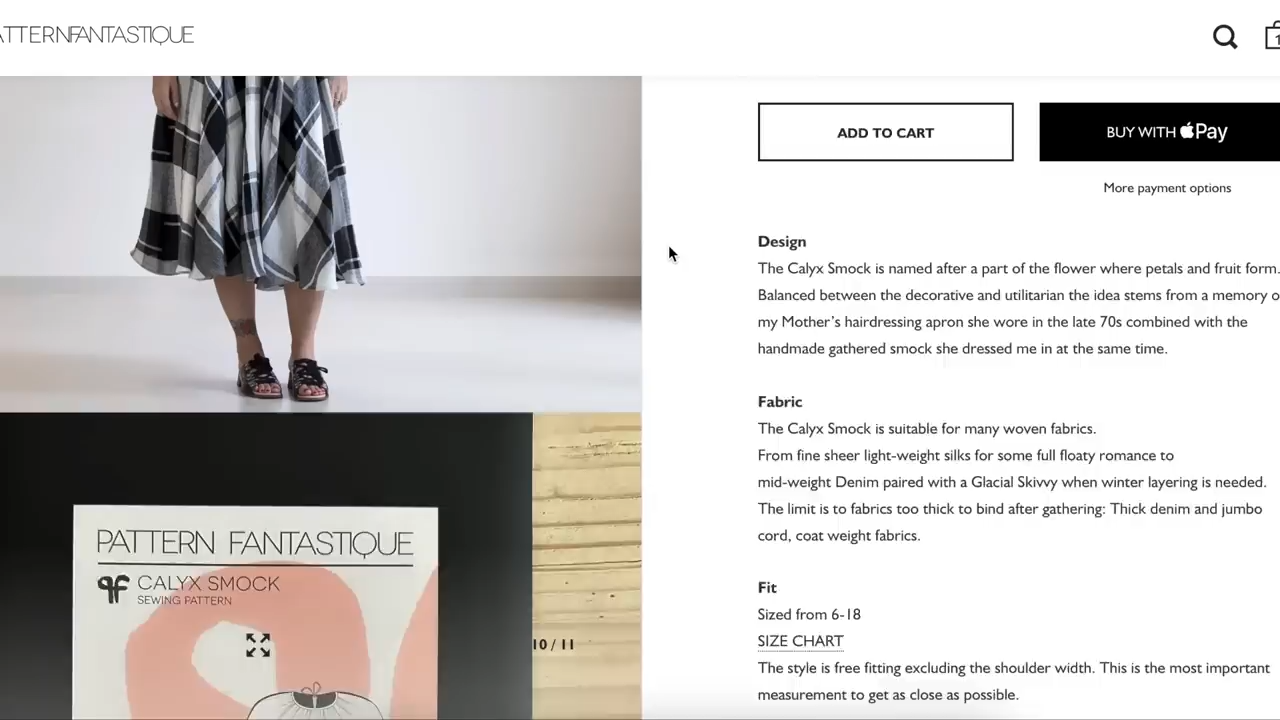 PATTERNFANTASTIQUE
1
ADD TO CART
BUY WITH Pay
More payment options
Design
The Calyx Smock is named after a part of the flower where petals and fruit form.
Balanced between the decorative and utilitarian the idea stems from a memory o
my Mother's hairdressing apron she wore in the late 70s combined with the
handmade gathered smock she dressed me in at the same time.
Fabric
The Calyx Smock is suitable for many woven fabrics.
From fine sheer light-weight silks for some full floaty romance to
mid-weight Denim paired with a Glacial Skivvy when winter layering is needed.
The limit is to fabrics too thick to bind after gathering: Thick denim and jumbo
cord, coat weight fabrics.
Fit
Sized from 6-18
SIZE CHART
The style is free fitting excluding the shoulder width. This is the most important
measurement to get as close as possible.
PATTERN FANTASTIQUE
pf CALYX SMOCK
SEWING PATTERN
10 / 11